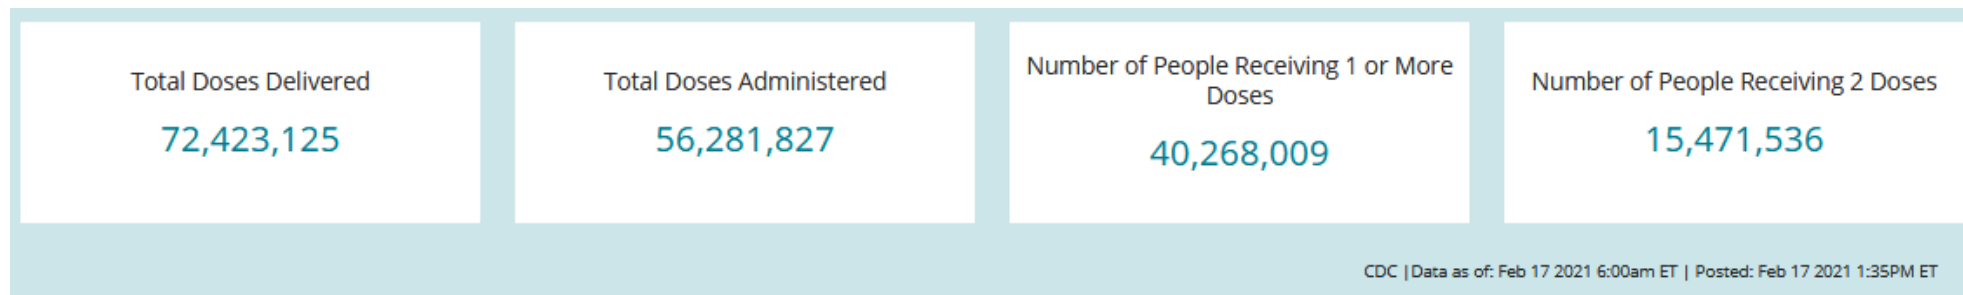 Total Doses Delivered
72,423,125
Total Doses Administered
56,281,827
Number of People Receiving 1 or More
Doses
40,268,009
Number of People Receiving 2 Doses
15,471,536
CDC |Data as of: Feb 17 2021 6:00am ET | Posted: Feb 17 2021 1:35PM ET